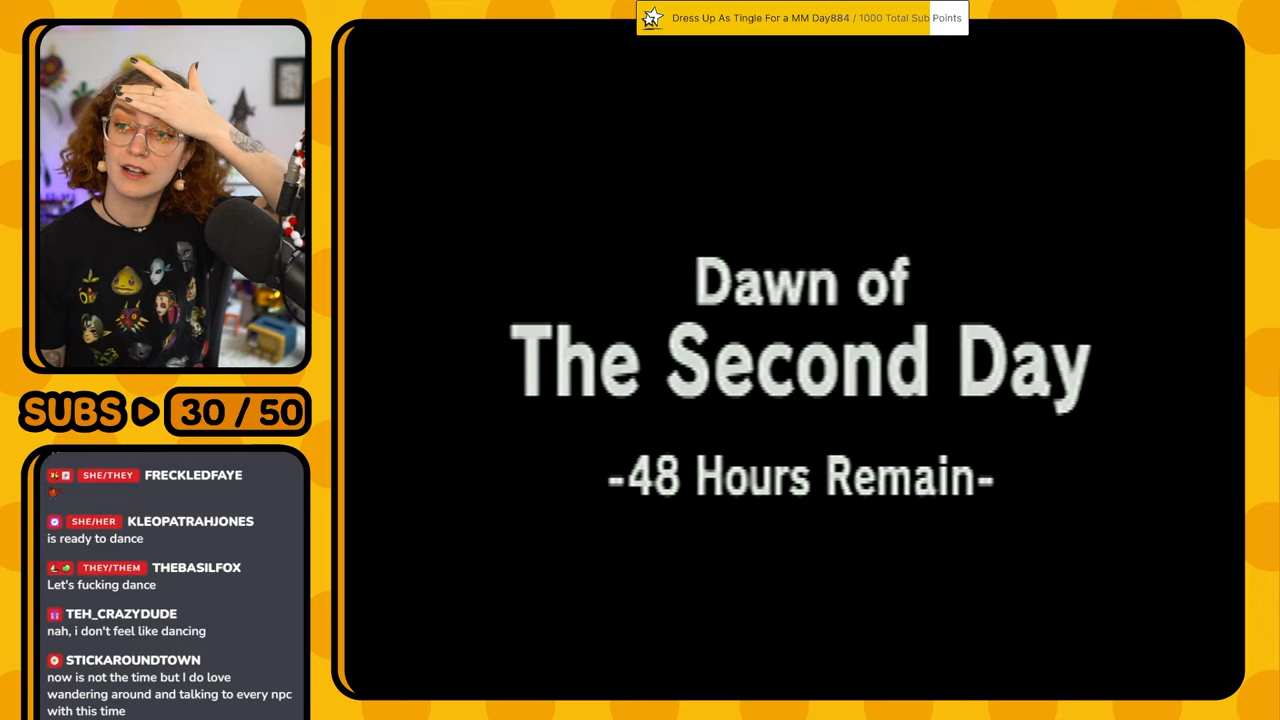 Dress Up As Tingle For a MM Day884 / 1000 Total Sub Points
Dawn of
The Second Day
-48 Hours Remain-
SUBS 30 / 50
SHE/THEY FRECKLEDFAYE
SHE/HER KLEOPATRAHJONES
is ready to dance
THEY/THEM THEBASILFOX
Let's fucking dance
TEH_CRAZYDUDE
nah, i don't feel like dancing
STICKAROUNDTOWN
now is not the time but I do love
wandering around and talking to every npc
with this time